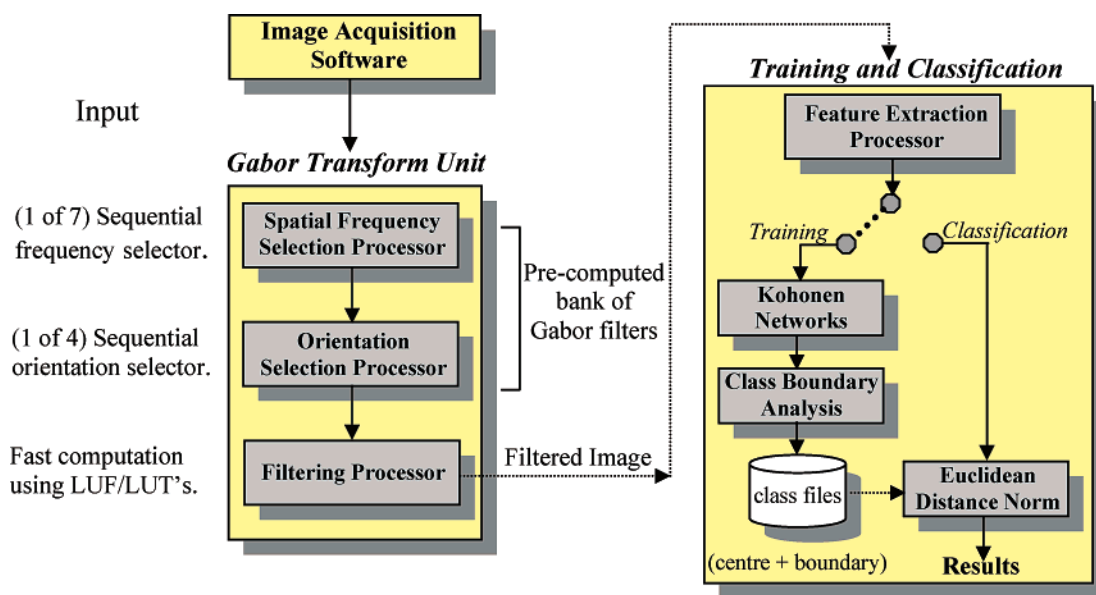 Image Acquisition
Software
Input
Gabor Transform Unit
(1 of 7) Sequential
frequency selector.
Spatial Frequency
Selection Processor
Pre-computed
bank of
Gabor filters
(1 of 4) Sequential
orientation selector.
Orientation
Selection Processor
Fast computation
using LUF/LUT's.
Filtering Processor
Filtered Image
Training and Classification
Feature Extraction
Processor
Training
Classification
Kohonen
Networks
Class Boundary
Analysis
class files
(centre + boundary)
Euclidean
Distance Norm
Results